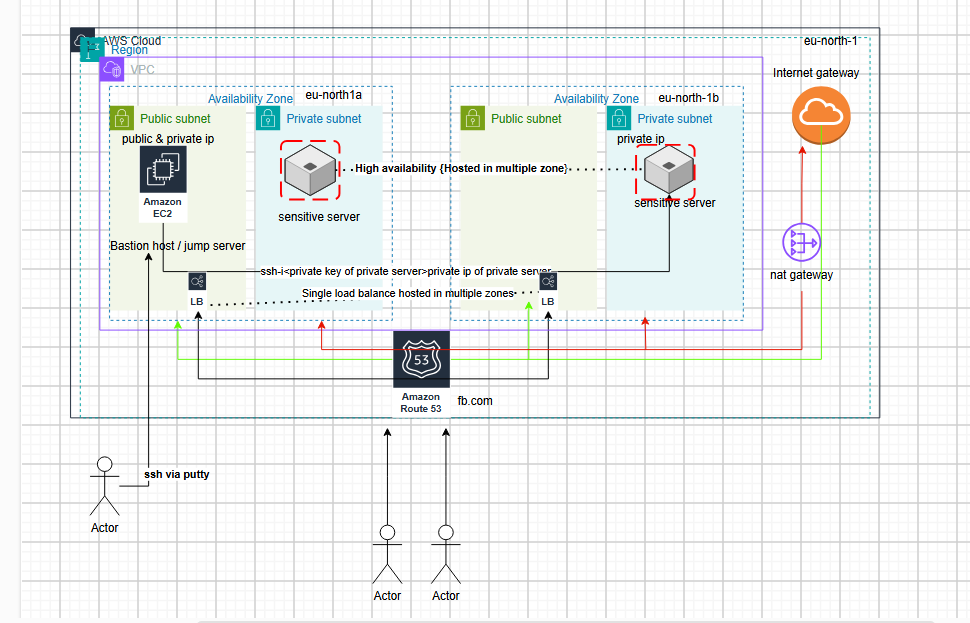 AWS Cloud
Region
eu-north-1
VPC
Internet gateway
Availability Zone
eu-north1a
Availability Zone
eu-north-1b
Public subnet
Private subnet
Public subnet
Private subnet
public & private ip
private ip
High availability {Hosted in multiple zone}
Amazon
EC2
sensitive server
sensitive server
Bastion host / jump server
ssh-i<private key of private server>private ip of private server
nat gateway
Single load balance hosted in multiple zones
LB
LB
53
Amazon
Route 53
fb.com
ssh via putty
Actor
Actor
Actor